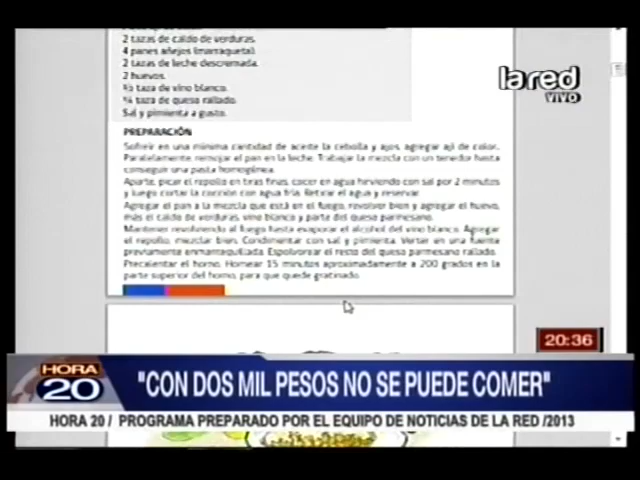 2 tazas de caldo de verduras.
4 panes añejos (marraqueta).
2 tazas de leche descremada.
2 huevos.
½ taza de vino blanco.
¼ taza de queso rallado.
Sal y pimienta a gusto.
la red
VIVO
PREPARACIÓN
Sofreír en una mínima cantidad de aceite la cebolla y ajos, agregar ají de color.
Paralelamente, remojar el pan en la leche. Trabajar la mezcla con un tenedor hasta
conseguir una pasta homogénea.
Aparte, picar el repollo en tiras finas, cocer en agua hirviendo con sal por 2 minutos
y luego cortar la cocción con agua fría. Retirar el agua y reservar.
Agregar el pan a la mezcla que está en el fuego, revolver bien y agregar el huevo,
más el caldo de verduras, vino blanco y parte del queso parmesano.
Mantener revolviendo al fuego hasta evaporar el alcohol del vino blanco. Agregar
el repollo, mezclar bien. Condimentar con sal y pimienta. Verter en una fuente
previamente enmantequillada. Espolvorear el resto del queso parmesano rallado.
Precalentar el horno. Hornear 15 minutos aproximadamente a 200 grados en la
parte superior del horno, para que quede gratinado.
20:36
HORA
20
"CON DOS MIL PESOS NO SE PUEDE COMER"
HORA 20 / PROGRAMA PREPARADO POR EL EQUIPO DE NOTICIAS DE LA RED /2013